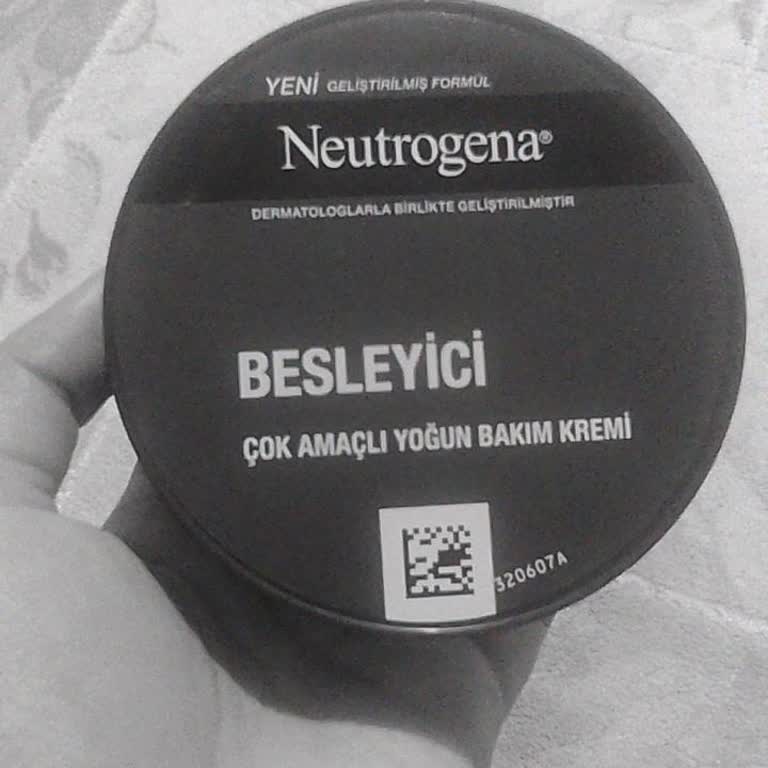 YENİ GELİŞTİRİLMİŞ FORMÜL
Neutrogena®
DERMATOLOGLARLA BİRLİKTE GELİŞTİRİLMİŞTİR
BESLEYİCİ
ÇOK AMAÇLI YOĞUN BAKIM KREMİ
320607A